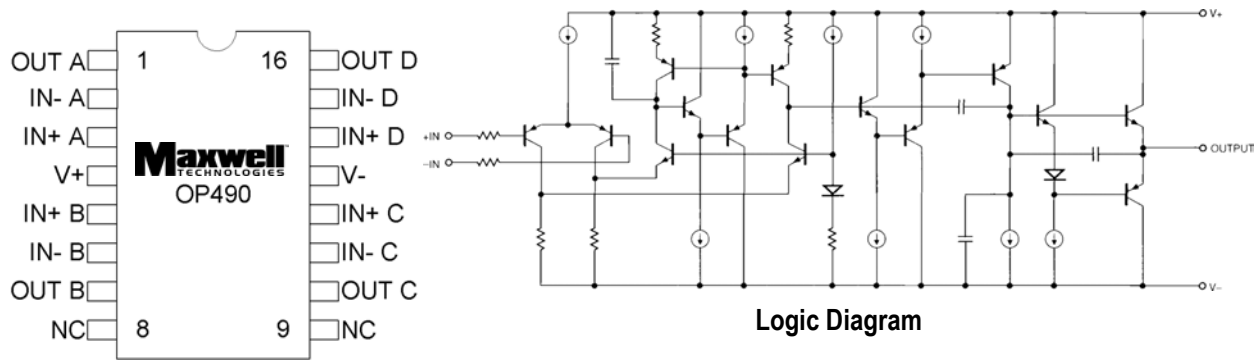 OUT A
IN- A
IN+ A
V+
IN+ B
IN- B
OUT B
NC
1
16
8
9
Maxwell
TECHNOLOGIES
OP490
OUT D
IN- D
IN+ D
V-
IN+ C
IN- C
OUT C
NC
+IN
−IN
V+
OUTPUT
V−
Logic Diagram